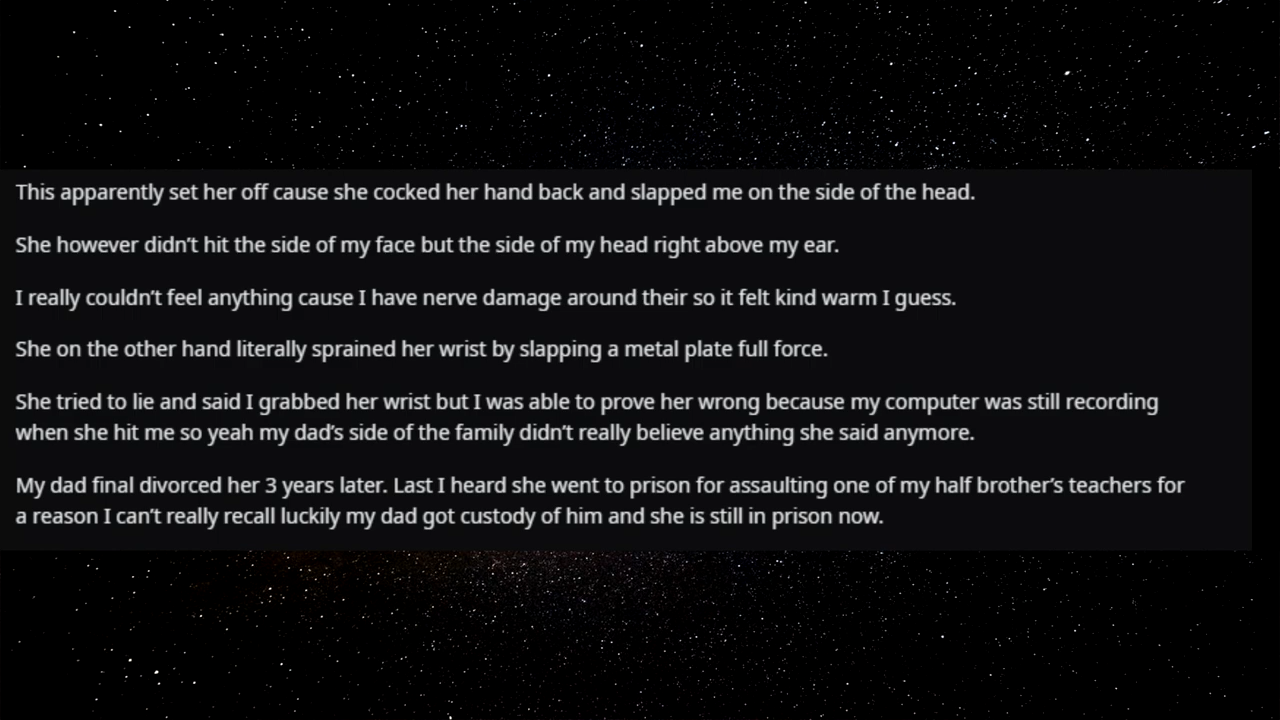 This apparently set her off cause she cocked her hand back and slapped me on the side of the head.
She however didn't hit the side of my face but the side of my head right above my ear.
I really couldn't feel anything cause I have nerve damage around their so it felt kind warm I guess.
She on the other hand literally sprained her wrist by slapping a metal plate full force.
She tried to lie and said I grabbed her wrist but I was able to prove her wrong because my computer was still recording
when she hit me so yeah my dad's side of the family didn't really believe anything she said anymore.
My dad final divorced her 3 years later. Last I heard she went to prison for assaulting one of my half brother's teachers for
a reason I can't really recall luckily my dad got custody of him and she is still in prison now.